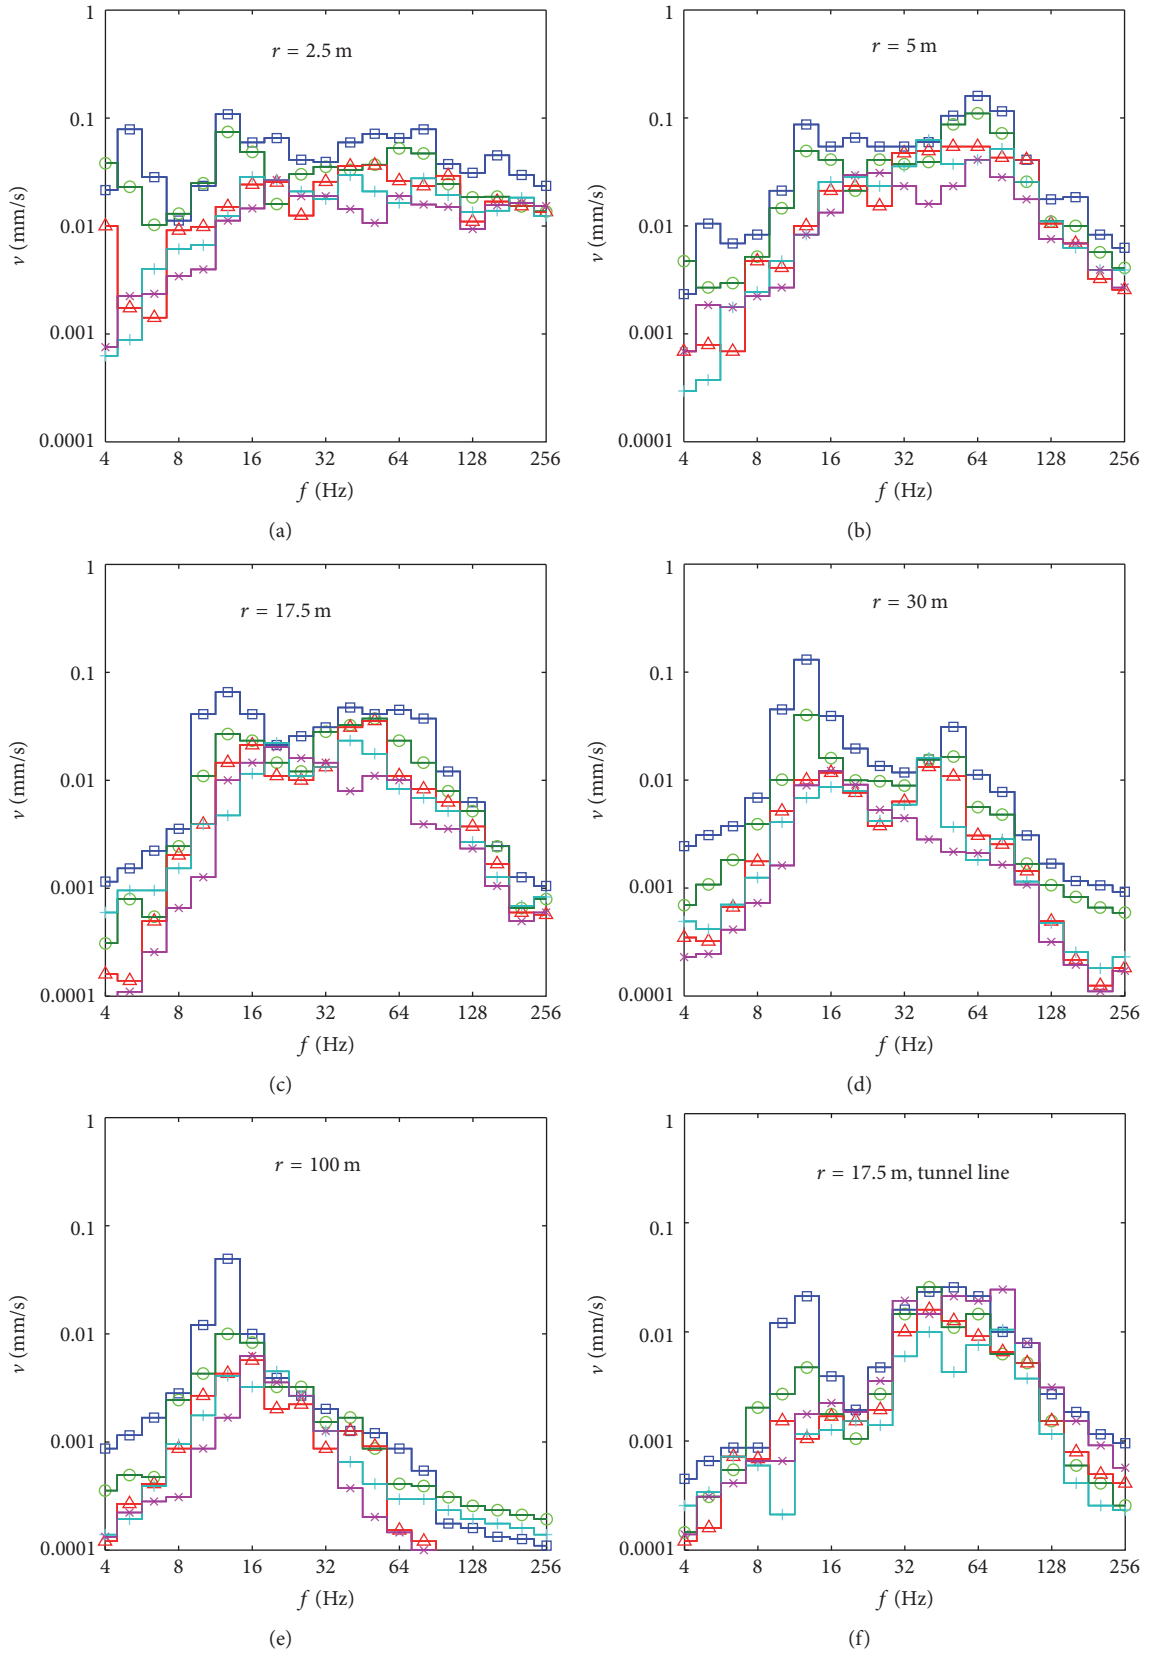 1
0.1
0.01
0.001
0.0001
v (mm/s)
r = 2.5 m
4 8 16 32 64 128 256
f (Hz)
(a)
1
0.1
0.01
0.001
0.0001
v (mm/s)
r = 5 m
4 8 16 32 64 128 256
f (Hz)
(b)
1
0.1
0.01
0.001
0.0001
v (mm/s)
r = 17.5 m
4 8 16 32 64 128 256
f (Hz)
(c)
1
0.1
0.01
0.001
0.0001
v (mm/s)
r = 30 m
4 8 16 32 64 128 256
f (Hz)
(d)
1
0.1
0.01
0.001
0.0001
v (mm/s)
r = 100 m
4 8 16 32 64 128 256
f (Hz)
(e)
1
0.1
0.01
0.001
0.0001
v (mm/s)
r = 17.5 m, tunnel line
4 8 16 32 64 128 256
f (Hz)
(f)